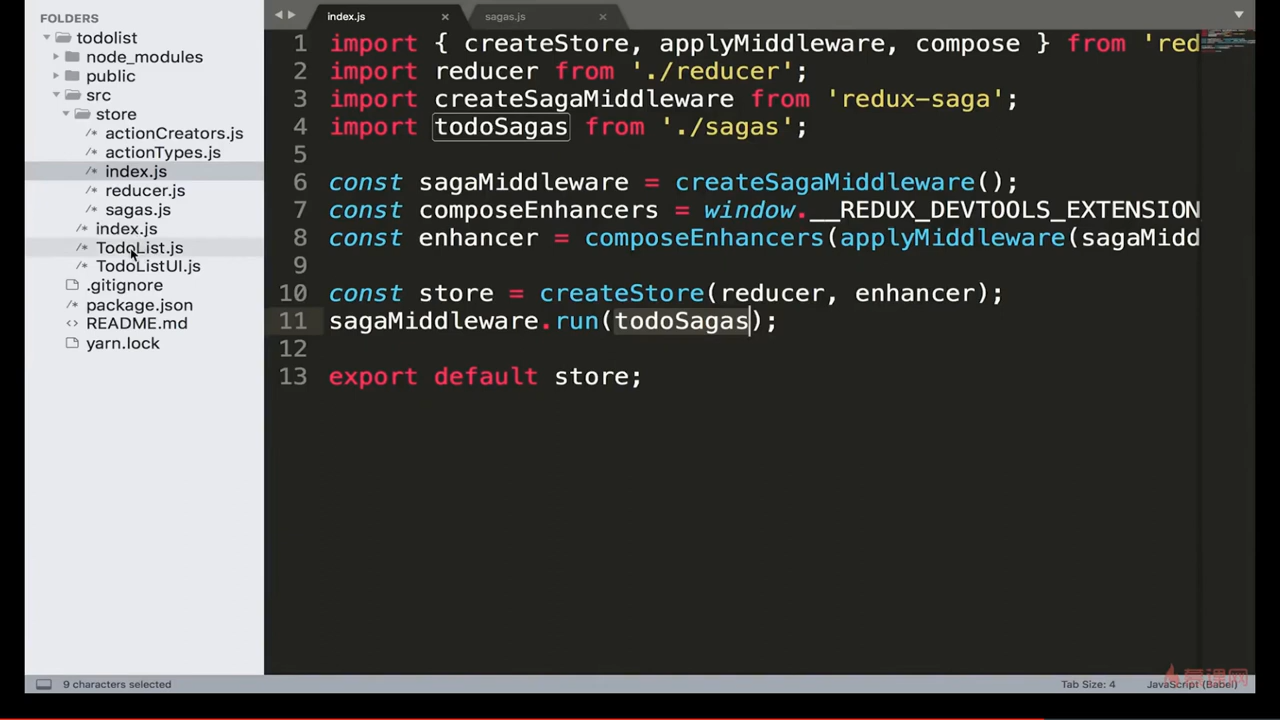 FOLDERS
todolist
node_modules
public
src
store
/* actionCreators.js
/* actionTypes.js
/* index.js
/* reducer.js
/* sagas.js
/* index.js
/* TodoList.js
/* TodoListUI.js
.gitignore
package.json
<> README.md
yarn.lock
index.js ×
sagas.js ×
1 import { createStore, applyMiddleware, compose } from 'red
2 import reducer from './reducer';
3 import createSagaMiddleware from 'redux-saga';
4 import todoSagas from './sagas';
5
6 const sagaMiddleware = createSagaMiddleware();
7 const composeEnhancers = window.__REDUX_DEVTOOLS_EXTENSION
8 const enhancer = composeEnhancers(applyMiddleware(sagaMidd
9
10 const store = createStore(reducer, enhancer);
11 sagaMiddleware.run(todoSagas);
12
13 export default store;
9 characters selected
Tab Size: 4
JavaScript (Babel)
慕课网